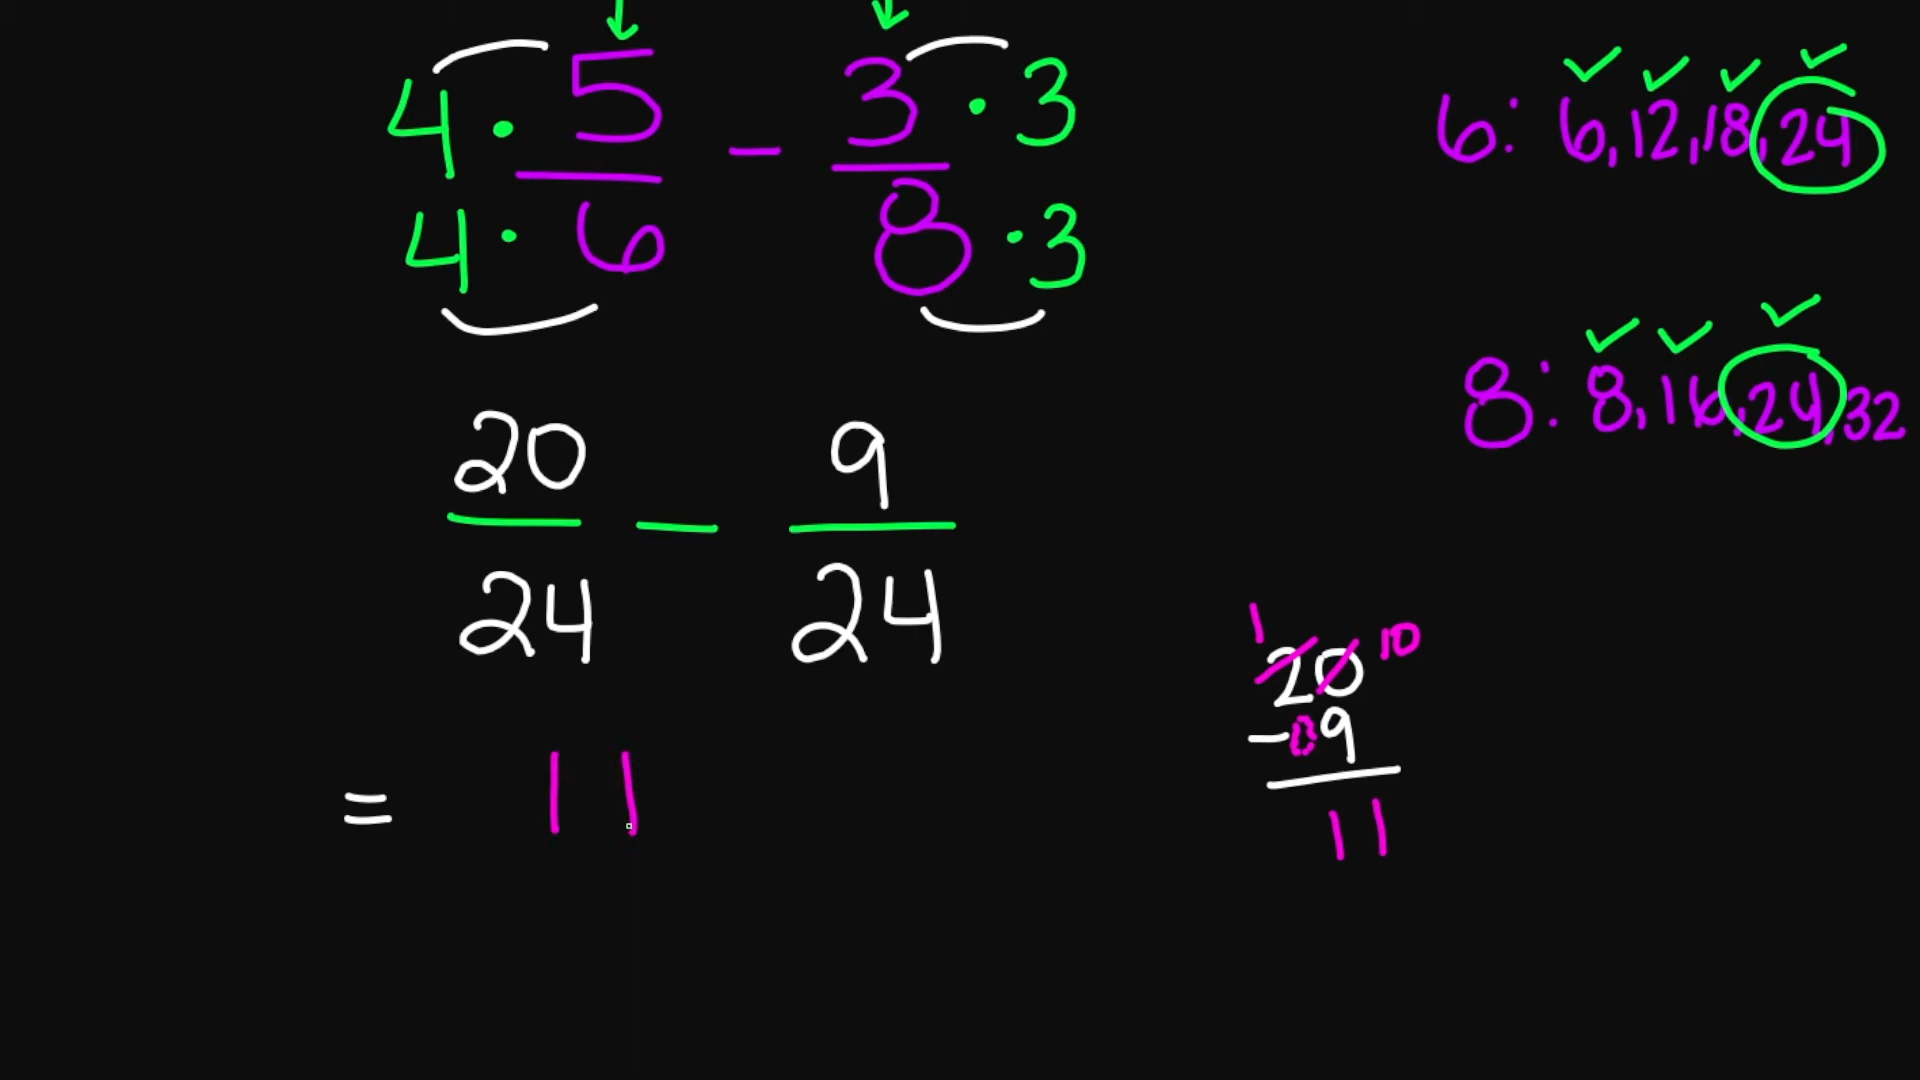 4 · 5 − 3 · 3
4 · 6 8 · 3
6: 6, 12, 18, 24
8: 8, 16, 24, 32
20 − 9
24 24
1
20 10
−09
11
= 11